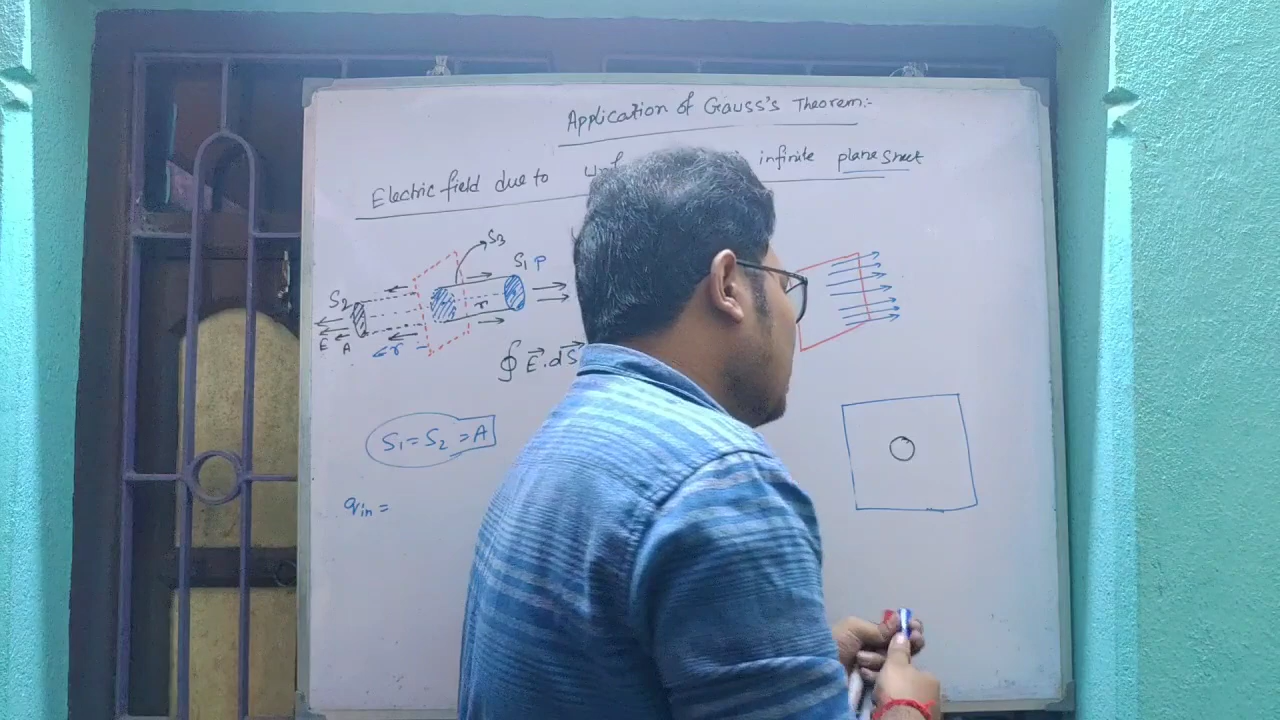 Application of Gauss's Theorem:-
Electric field due to infinite plane sheet
S3
S1 P
S2
r
E A
r
∮ E⃗.dS⃗
S1 = S2 = A
qin =